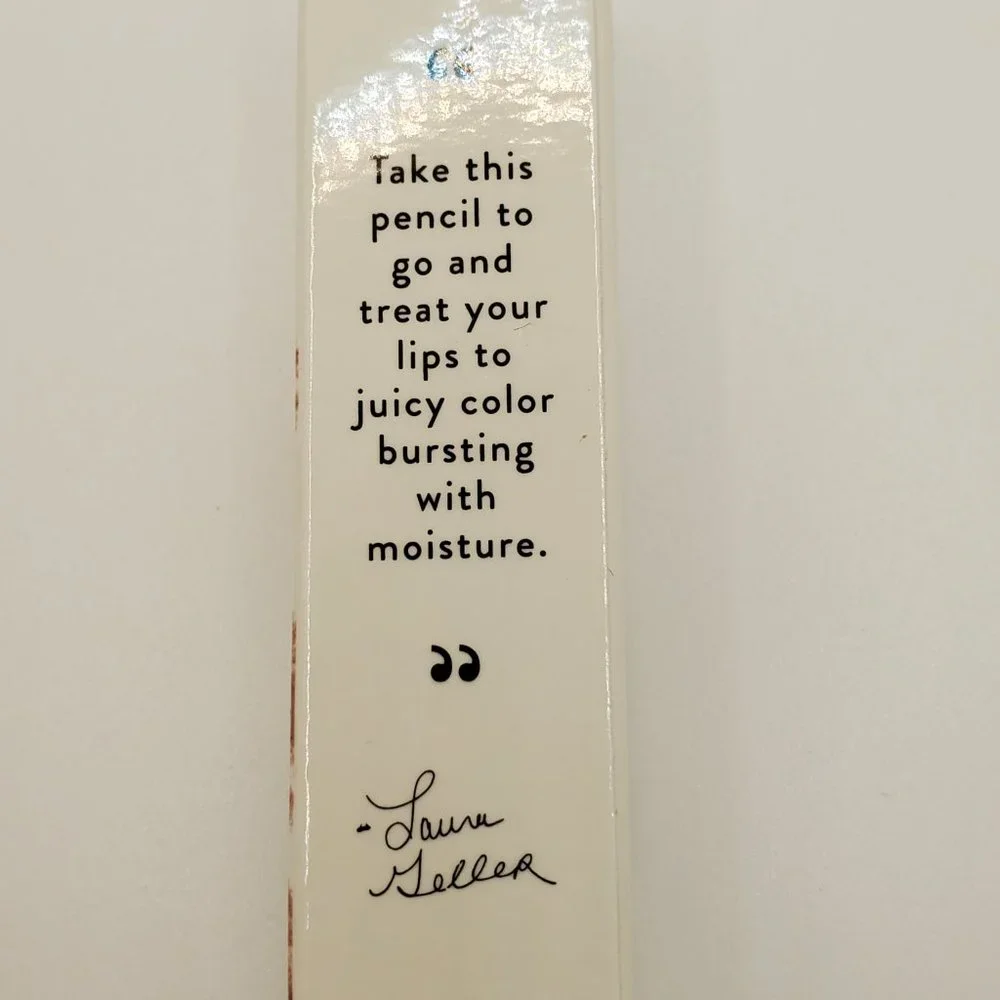 “
Take this
pencil to
go and
treat your
lips to
juicy color
bursting
with
moisture.
”
-Laura
Geller